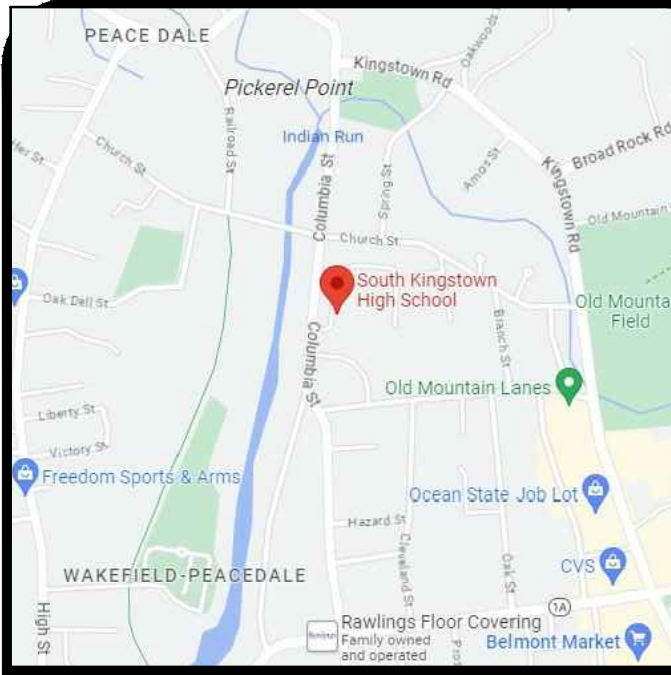 PEACE DALE
Pickerel Point
Kingstown Rd
Oakwoods
Railroad St
Indian Run
Church St
Columbia St
Spring St
Amos St
Kingstown Rd
Broad Rock Rd
Old Mountain
Church St
South Kingstown
High School
Oak Dell St
Old Mounta
Field
Branch St
Columbia St
Old Mountain Lanes
Liberty St
Victory St
Freedom Sports & Arms
Ocean State Job Lot
Hazard St
Cleveland St
Oak St
CVS
WAKEFIELD-PEACEDALE
1A
High St
Rawlings Floor Covering
Family owned
and operated
Belmont Market